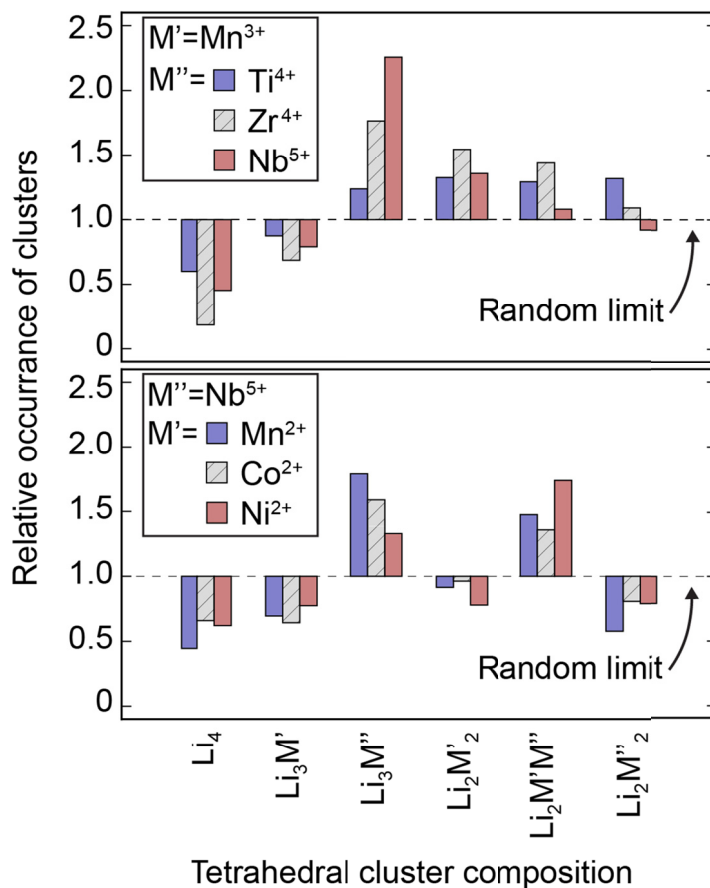 Relative occurrance of clusters
2.5
2.0
1.5
1.0
0.5
0
M'=Mn³⁺
M''= Ti⁴⁺
Zr⁴⁺
Nb⁵⁺
Random limit
2.5
2.0
1.5
1.0
0.5
0
M''=Nb⁵⁺
M'= Mn²⁺
Co²⁺
Ni²⁺
Random limit
Li₄
Li₃M'
Li₃M''
Li₂M'₂
Li₂M'M''
Li₂M''₂
Tetrahedral cluster composition